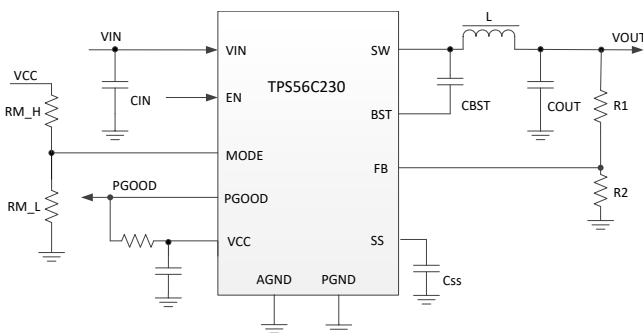 VIN
VCC
RM_H
CIN
RM_L
PGOOD
TPS56C230
VIN
EN
MODE
PGOOD
VCC
AGND
PGND
SW
BST
FB
SS
L
CBST
COUT
VOUT
R1
R2
Css